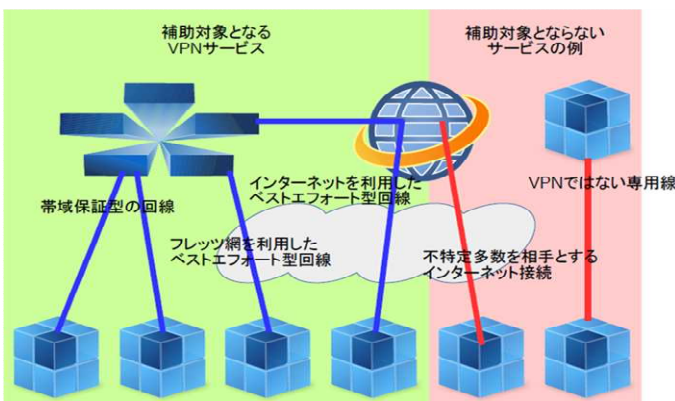 補助対象となる
VPNサービス
補助対象とならない
サービスの例
帯域保証型の回線
インターネットを利用した
ベストエフォート型回線
フレッツ網を利用した
ベストエフォート型回線
VPNではない専用線
不特定多数を相手とする
インターネット接続